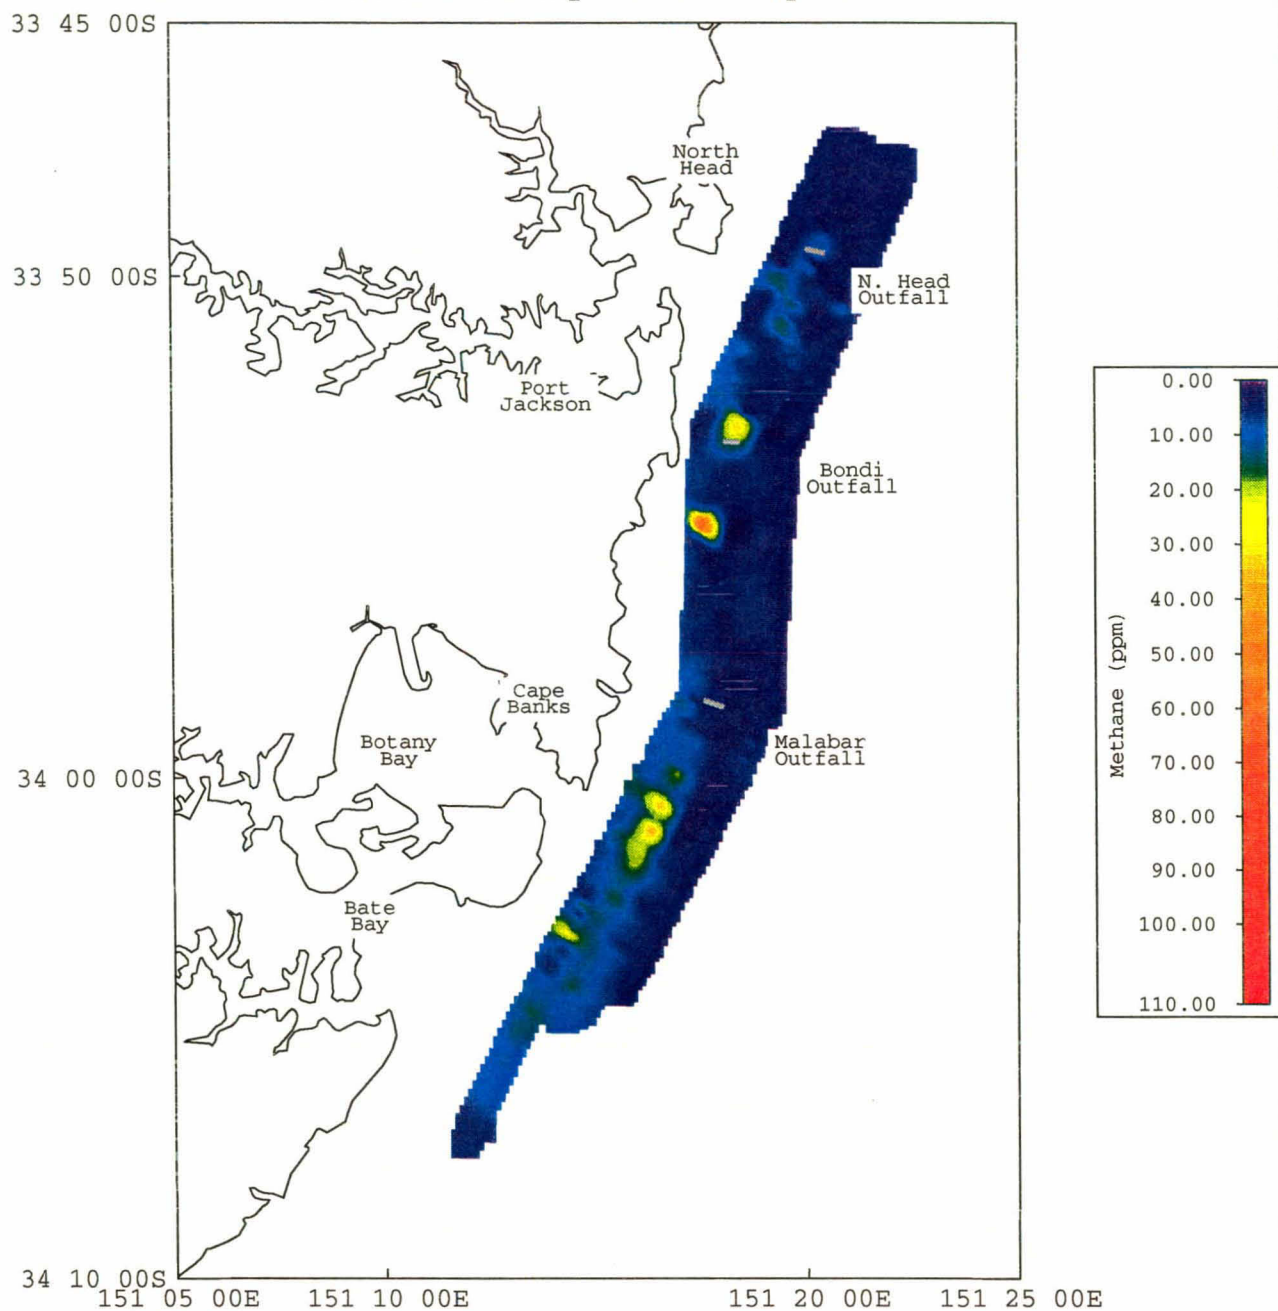 33 45 00S
North
Head
33 50 00S
N. Head
Outfall
Port
Jackson
Bondi
Outfall
Cape
Banks
Botany
Bay
Malabar
Outfall
34 00 00S
Bate
Bay
34 10 00S
151 05 00E
151 10 00E
151 20 00E
151 25 00E
Methane (ppm)
0.00
10.00
20.00
30.00
40.00
50.00
60.00
70.00
80.00
90.00
100.00
110.00